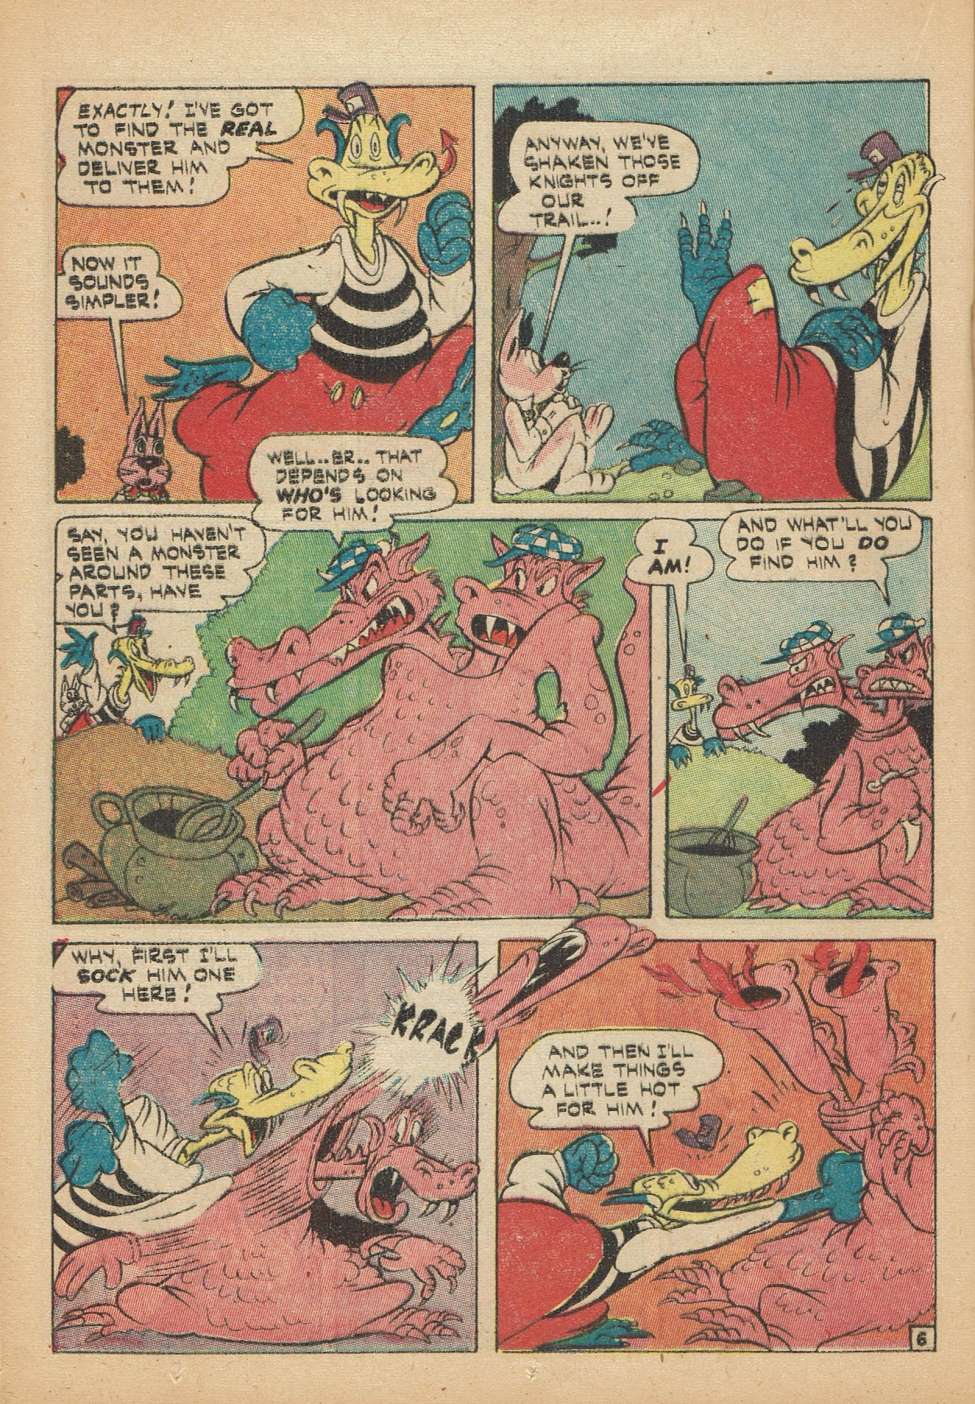 EXACTLY! I'VE GOT
TO FIND THE REAL
MONSTER AND
DELIVER HIM
TO THEM!
NOW IT
SOUNDS
SIMPLER!
ANYWAY, WE'VE
SHAKEN THOSE
KNIGHTS OFF
OUR
TRAIL..!
SAY, YOU HAVEN'T
SEEN A MONSTER
AROUND THESE
PARTS, HAVE
YOU?
WELL..ER.. THAT
DEPENDS ON
WHO'S LOOKING
FOR HIM!
I
AM!
AND WHAT'LL YOU
DO IF YOU DO
FIND HIM?
WHY, FIRST I'LL
SOCK HIM ONE
HERE!
KRACK
AND THEN I'LL
MAKE THINGS
A LITTLE HOT
FOR HIM!
6